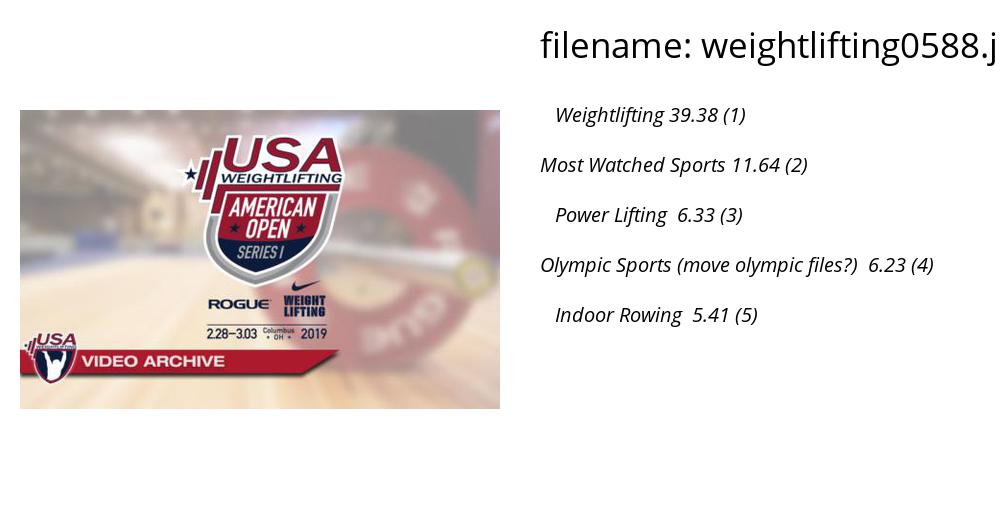 filename: weightlifting0588.j
Weightlifting 39.38 (1)
Most Watched Sports 11.64 (2)
Power Lifting 6.33 (3)
Olympic Sports (move olympic files?) 6.23 (4)
Indoor Rowing 5.41 (5)
USA
WEIGHTLIFTING
AMERICAN
OPEN
SERIES I
ROGUE
WEIGHT
LIFTING
2.28–3.03 Columbus OH 2019
USA
WEIGHTLIFTING
VIDEO ARCHIVE